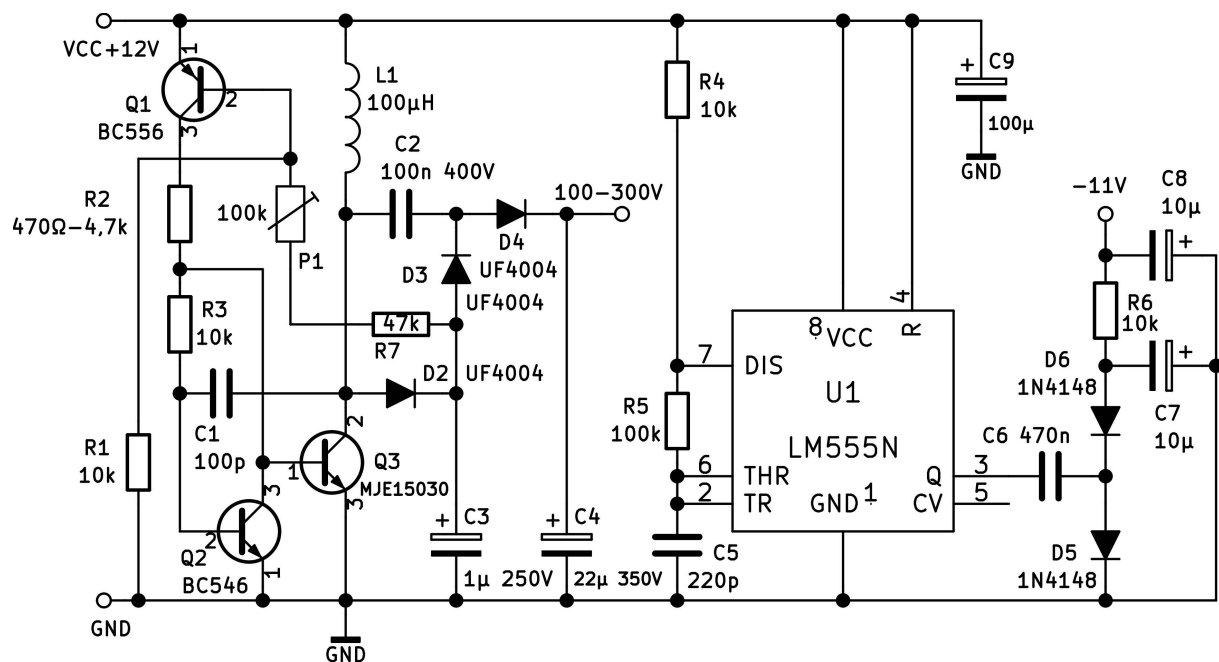 VCC+12V
1
Q1
BC556
2
3
L1
100µH
C2
100n 400V
100-300V
R4
10k
+ C9
100µ
GND
-11V
C8
10µ
+
R2
470Ω-4,7k
100k
P1
D4
UF4004
D3
UF4004
R3
10k
47k
R7
D2
UF4004
C1
100p
R1
10k
2
Q3
MJE15030
1
3
3
Q2
2
BC546
1
+ C3
1µ 250V
+ C4
22µ 350V
C5
220p
R5
100k
7
DIS
8
VCC
4
R
U1
LM555N
6
THR
2
TR
GND
1
Q
3
CV
5
C6 470n
R6
10k
D6
1N4148
+
C7
10µ
D5
1N4148
GND
GND